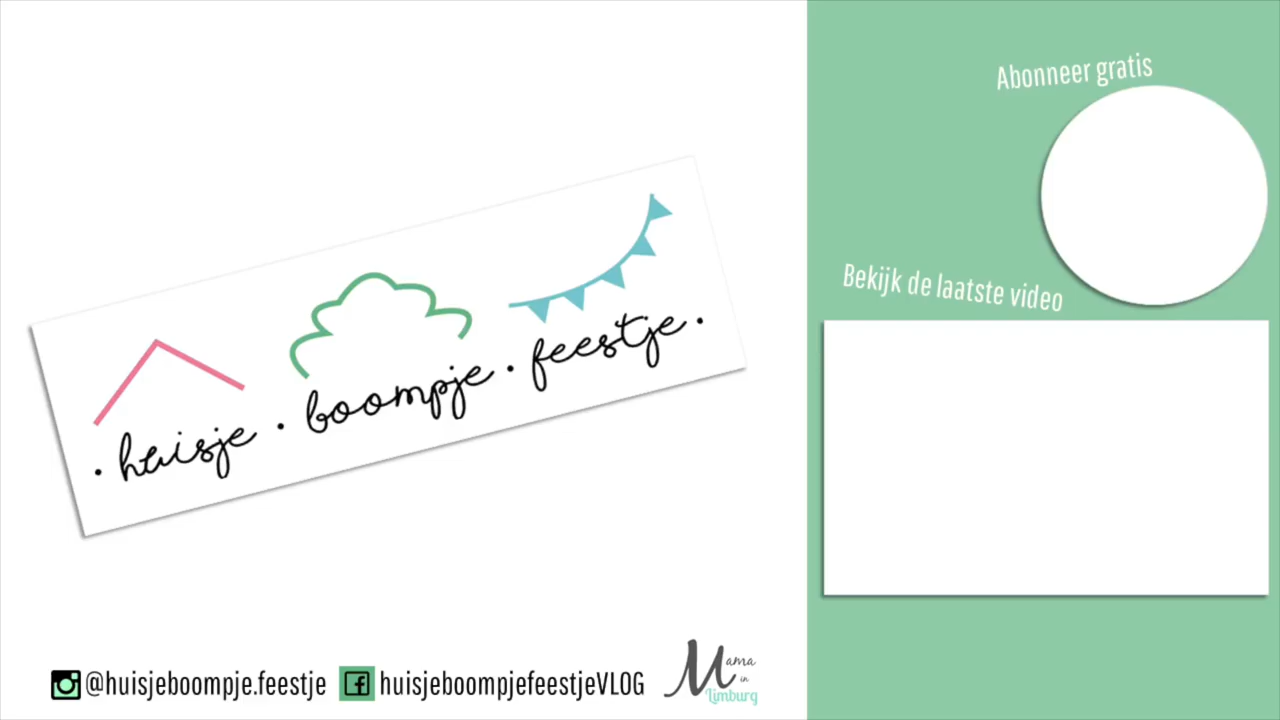 Abonneer gratis
Bekijk de laatste video
• huisje • boompje • feestje •
@huisjeboompje.feestje
huisjeboompjefeestjeVLOG
Mama
in
Limburg